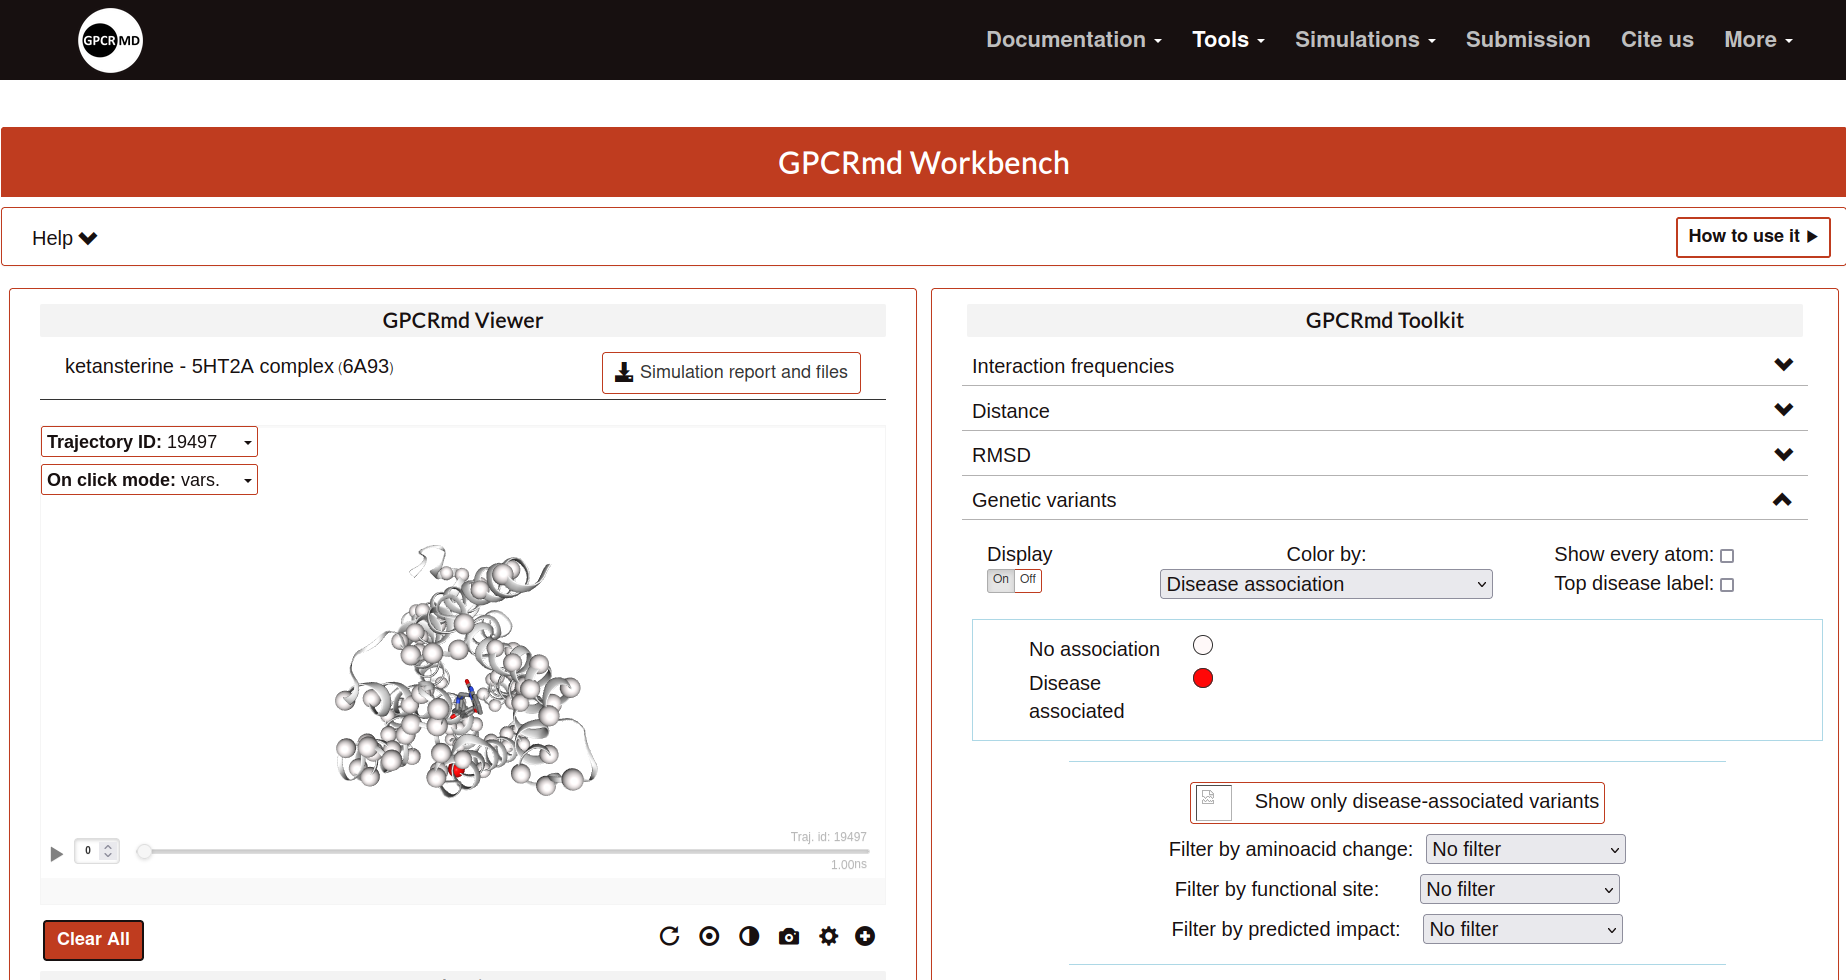 GPCR MD
Documentation
Tools
Simulations
Submission
Cite us
More
GPCRmd Workbench
Help
How to use it
GPCRmd Viewer
ketansterine - 5HT2A complex (6A93)
Simulation report and files
Trajectory ID: 19497
On click mode: vars.
0
Traj. id: 19497
1.00ns
Clear All
GPCRmd Toolkit
Interaction frequencies
Distance
RMSD
Genetic variants
Display
On Off
Color by:
Disease association
Show every atom:
Top disease label:
No association
Disease
associated
Show only disease-associated variants
Filter by aminoacid change: No filter
Filter by functional site: No filter
Filter by predicted impact: No filter